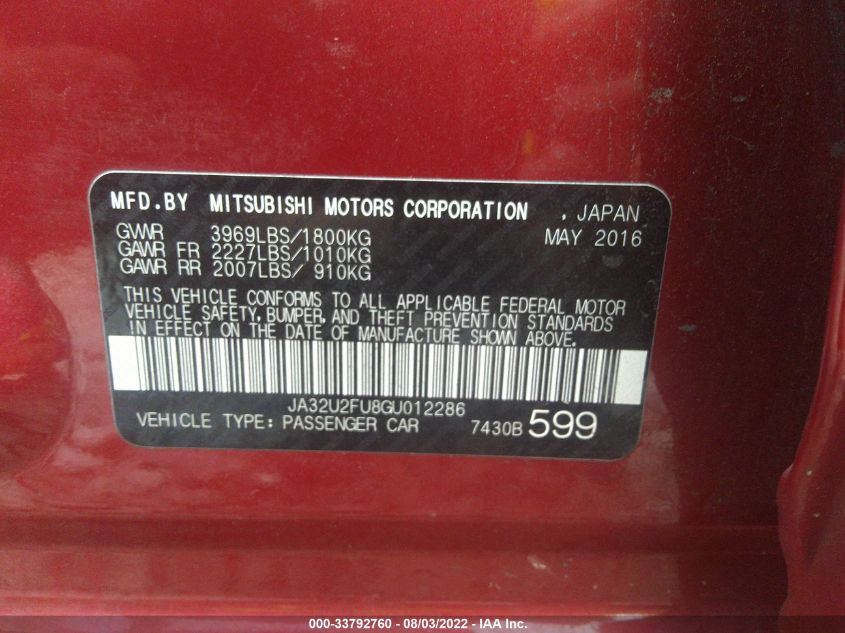 MFD.BY MITSUBISHI MOTORS CORPORATION , JAPAN
GVWR 3969LBS/1800KG MAY 2016
GAWR FR 2227LBS/1010KG
GAWR RR 2007LBS/ 910KG
THIS VEHICLE CONFORMS TO ALL APPLICABLE FEDERAL MOTOR
VEHICLE SAFETY, BUMPER, AND THEFT PREVENTION STANDARDS
IN EFFECT ON THE DATE OF MANUFACTURE SHOWN ABOVE.
JA32U2FU8GU012286
VEHICLE TYPE: PASSENGER CAR 7430B 599
000-33792760 - 08/03/2022 - IAA Inc.